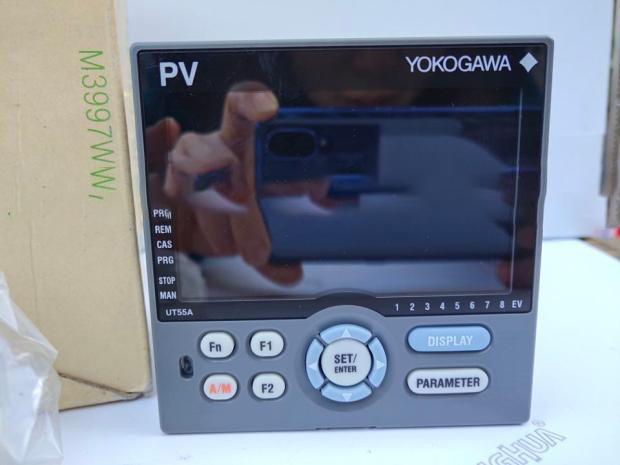 PV
YOKOGAWA
M3997WW,
REM
CAS
PRG
STOP
MAN
UT55A
1 2 3 4 5 6 7 8 EV
Fn
F1
SET/
ENTER
DISPLAY
A/M
F2
PARAMETER